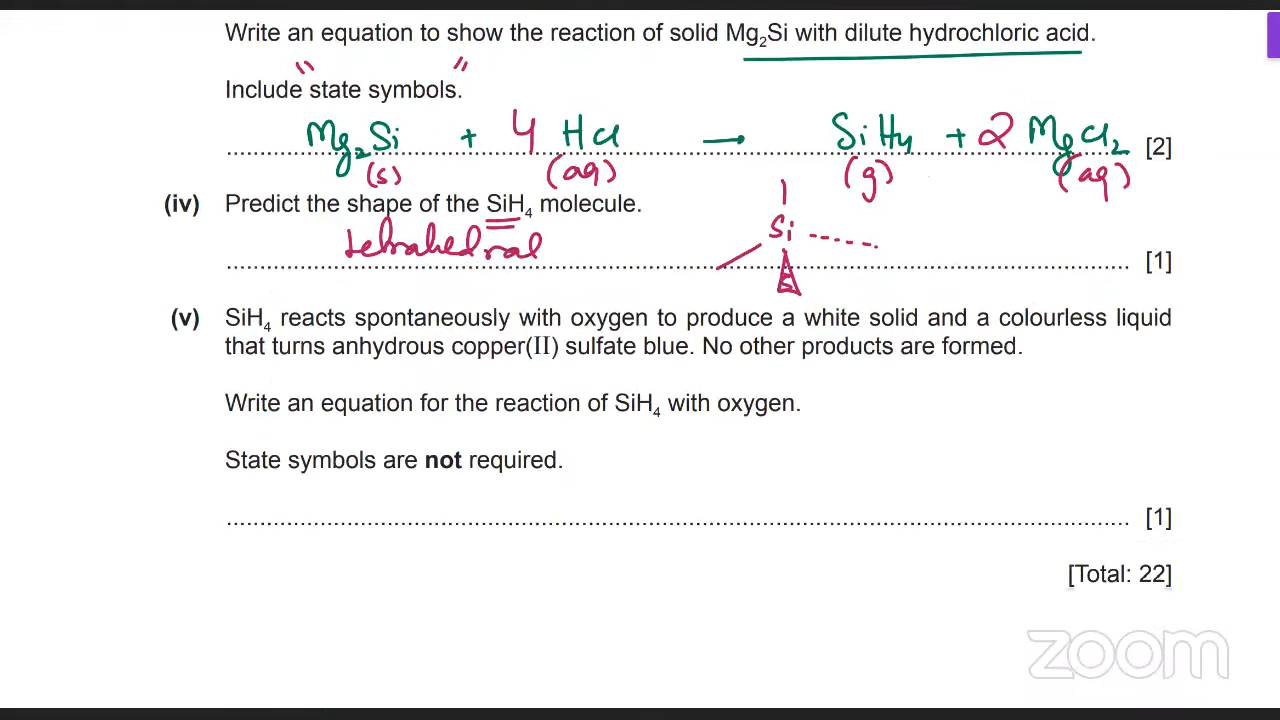 Write an equation to show the reaction of solid Mg₂Si with dilute hydrochloric acid.
" "
Include state symbols.
Mg₂Si + 4 HCl → SiH₄ + 2 MgCl₂ [2]
(s) (aq) (g) (aq)
(iv) Predict the shape of the SiH₄ molecule.
Si
tetrahedral [1]
(v) SiH₄ reacts spontaneously with oxygen to produce a white solid and a colourless liquid
that turns anhydrous copper(II) sulfate blue. No other products are formed.
Write an equation for the reaction of SiH₄ with oxygen.
State symbols are not required.
[1]
[Total: 22]
zoom